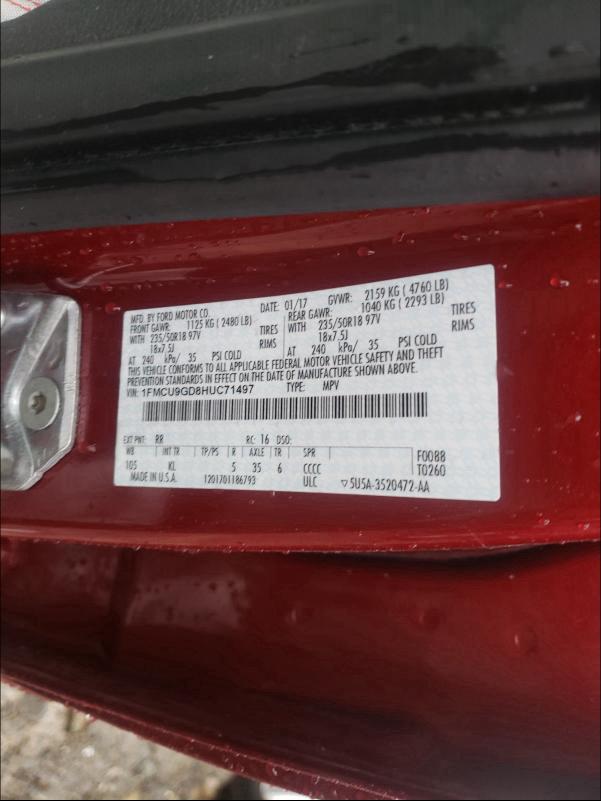 MFD. BY FORD MOTOR CO.
DATE: 01/17 GVWR: 2159 KG ( 4760 LB)
FRONT GAWR: 1125 KG ( 2480 LB) REAR GAWR: 1040 KG ( 2293 LB)
WITH 235/50R18 97V TIRES WITH 235/50R18 97V TIRES
18x7.5J RIMS 18x7.5J RIMS
AT 240 kPa/ 35 PSI COLD AT 240 kPa/ 35 PSI COLD
THIS VEHICLE CONFORMS TO ALL APPLICABLE FEDERAL MOTOR VEHICLE SAFETY AND THEFT
PREVENTION STANDARDS IN EFFECT ON THE DATE OF MANUFACTURE SHOWN ABOVE.
VIN: 1FMCU9GD8HUC71497 TYPE: MPV
EXT PNT: RR RC: 16 DSO:
WB INT TR TP/PS R AXLE TR SPR F0088
105 KL 5 35 6 CCCC T0260
MADE IN U.S.A. 1201701186793 ULC ▽5U5A-3520472-AA